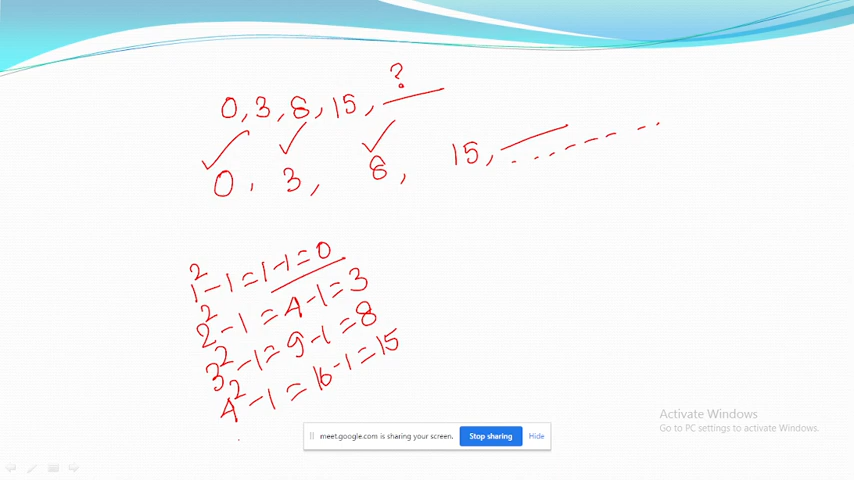 ?
0, 3, 8, 15,
0, 3, 8, 15,
1²-1=1-1=0
2²-1=4-1=3
3²-1=9-1=8
4²-1=16-1=15
meet.google.com is sharing your screen. Stop sharing Hide
Activate Windows
Go to PC settings to activate Windows.